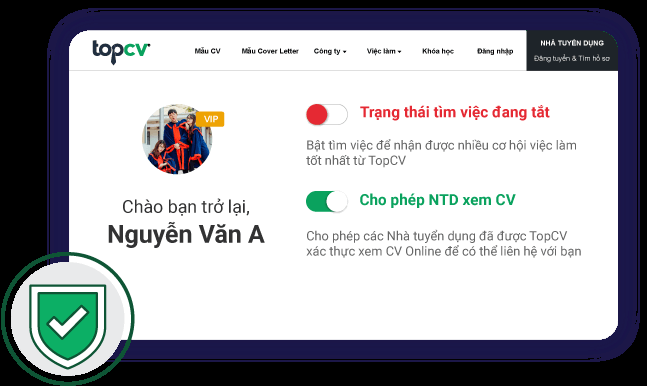 topcv
Mẫu CV
Mẫu Cover Letter
Công ty
Việc làm
Khóa học
Đăng nhập
NHÀ TUYỂN DỤNG
Đăng tuyển & Tìm hồ sơ
VIP
Chào bạn trở lại,
Nguyễn Văn A
Trạng thái tìm việc đang tắt
Bật tìm việc để nhận được nhiều cơ hội việc làm
tốt nhất từ TopCV
Cho phép NTD xem CV
Cho phép các Nhà tuyển dụng đã được TopCV
xác thực xem CV Online để có thể liên hệ với bạn